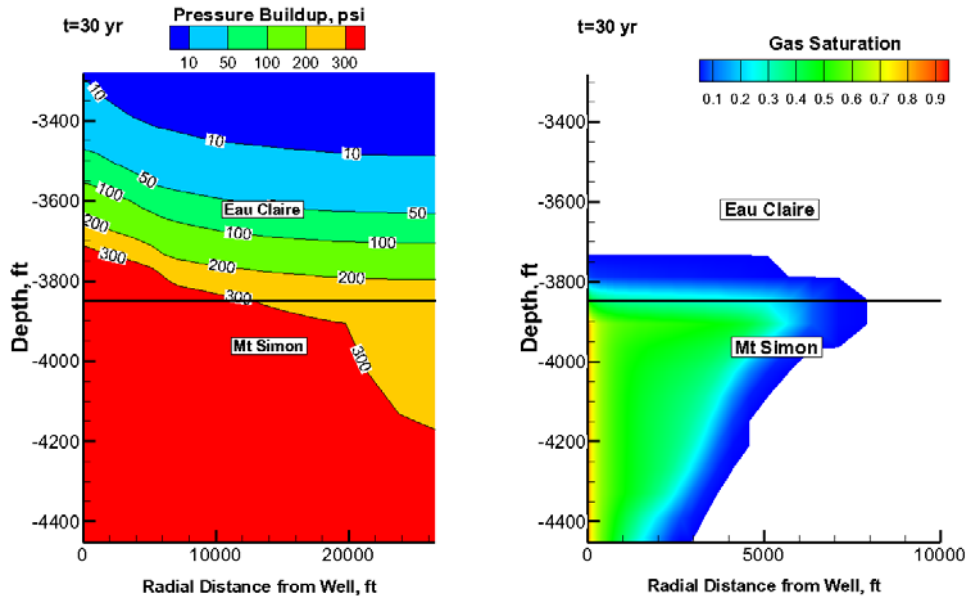 t=30 yr
Pressure Buildup, psi
10 50 100 200 300
10
10
10
50
50
100
100
100
200
200
200
300
300
300
Eau Claire
Mt Simon
-3400
-3600
-3800
-4000
-4200
-4400
Depth, ft
0 10000 20000
Radial Distance from Well, ft
t=30 yr
Gas Saturation
0.1 0.2 0.3 0.4 0.5 0.6 0.7 0.8 0.9
Eau Claire
Mt Simon
-3400
-3600
-3800
-4000
-4200
-4400
Depth, ft
0 5000 10000
Radial Distance from Well, ft